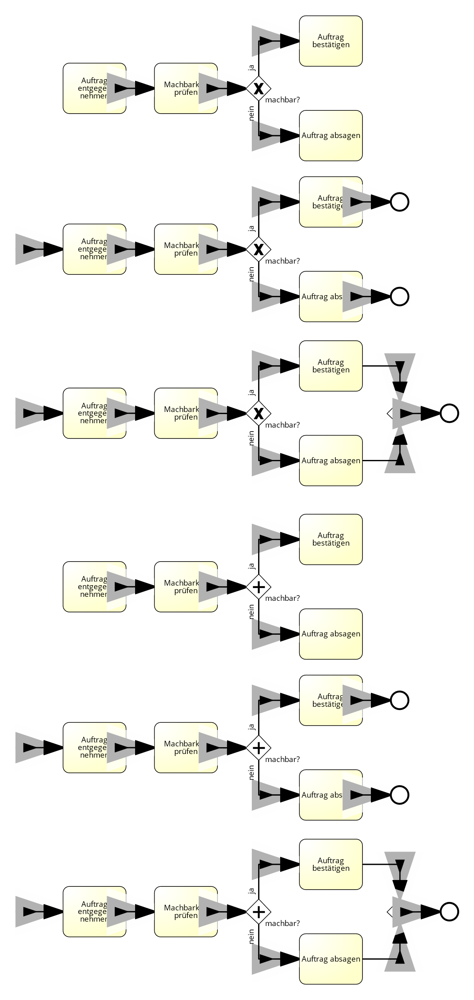 Auftrag
bestätigen
ja
Auftrag
entgege
nehmen
Machbark
prüfen
machbar?
nein
Auftrag absagen
Auftrag
bestätige
ja
Auftrag
entgege
nehmen
Machbark
prüfen
machbar?
nein
Auftrag abs
Auftrag
bestätigen
ja
Auftrag
entgege
nehmen
Machbark
prüfen
machbar?
nein
Auftrag absagen
Auftrag
bestätigen
ja
Auftrag
entgege
nehmen
Machbark
prüfen
machbar?
nein
Auftrag absagen
Auftrag
bestätige
ja
Auftrag
entgege
nehmen
Machbark
prüfen
machbar?
nein
Auftrag abs
Auftrag
bestätigen
ja
Auftrag
entgege
nehmen
Machbark
prüfen
machbar?
nein
Auftrag absagen